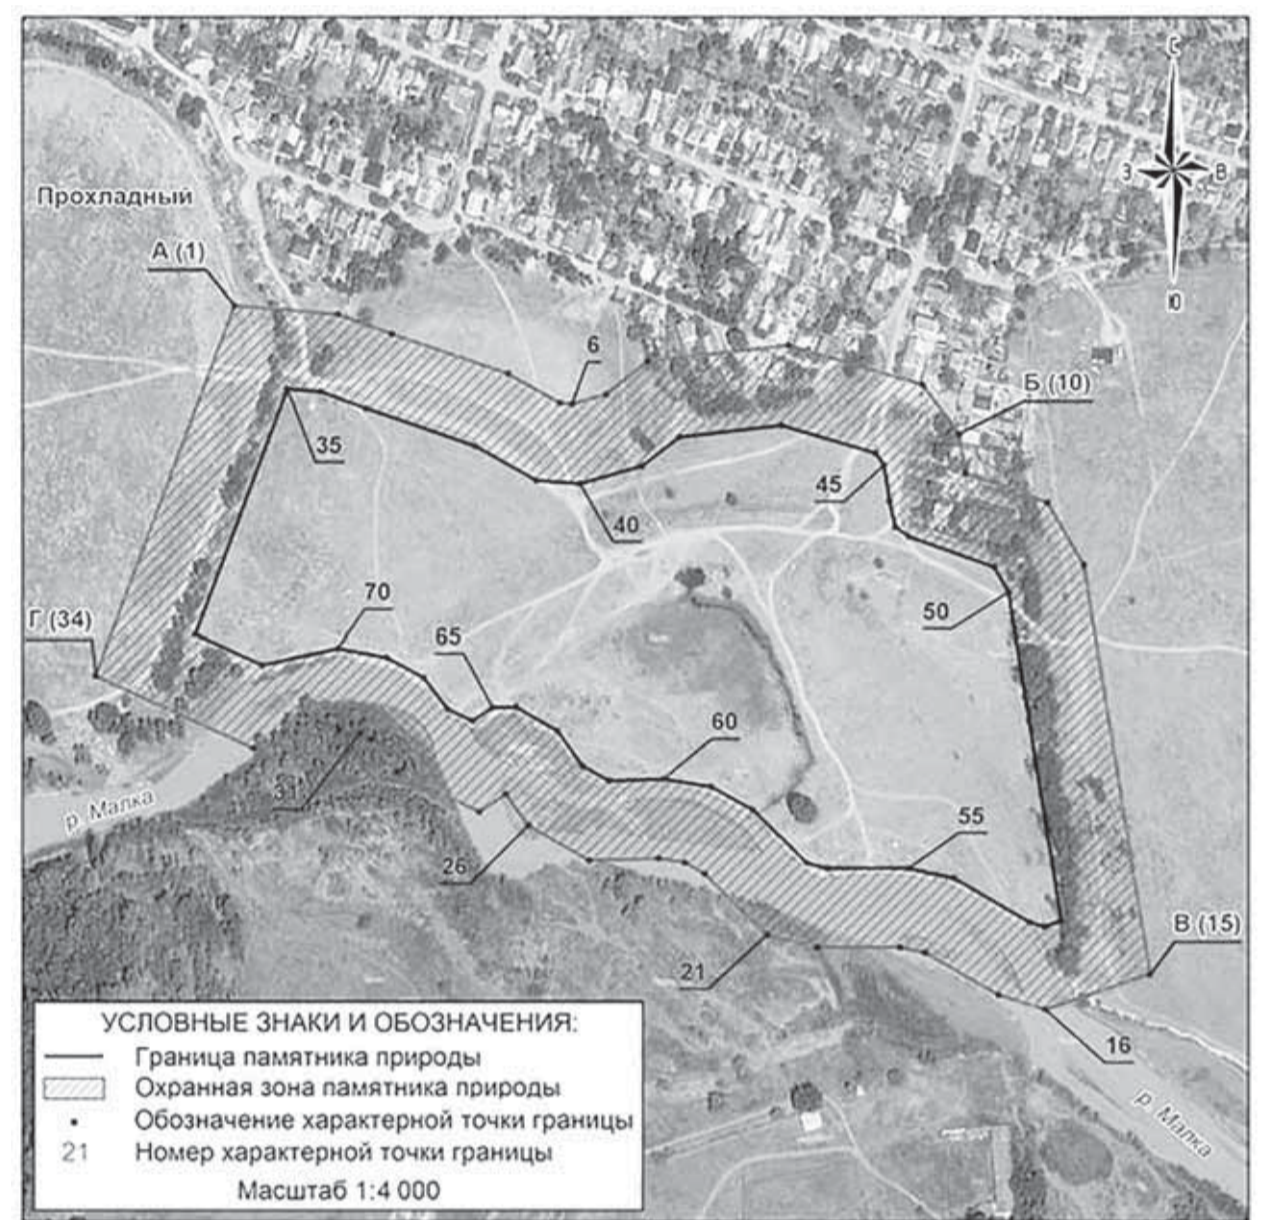 С
З
В
Ю
Прохладный
А (1)
6
Б (10)
35
45
40
Г (34)
70
50
65
60
31
р. Малка
55
26
В (15)
21
16
р. Малка
УСЛОВНЫЕ ЗНАКИ И ОБОЗНАЧЕНИЯ:
Граница памятника природы
Охранная зона памятника природы
Обозначение характерной точки границы
21 Номер характерной точки границы
Масштаб 1:4 000